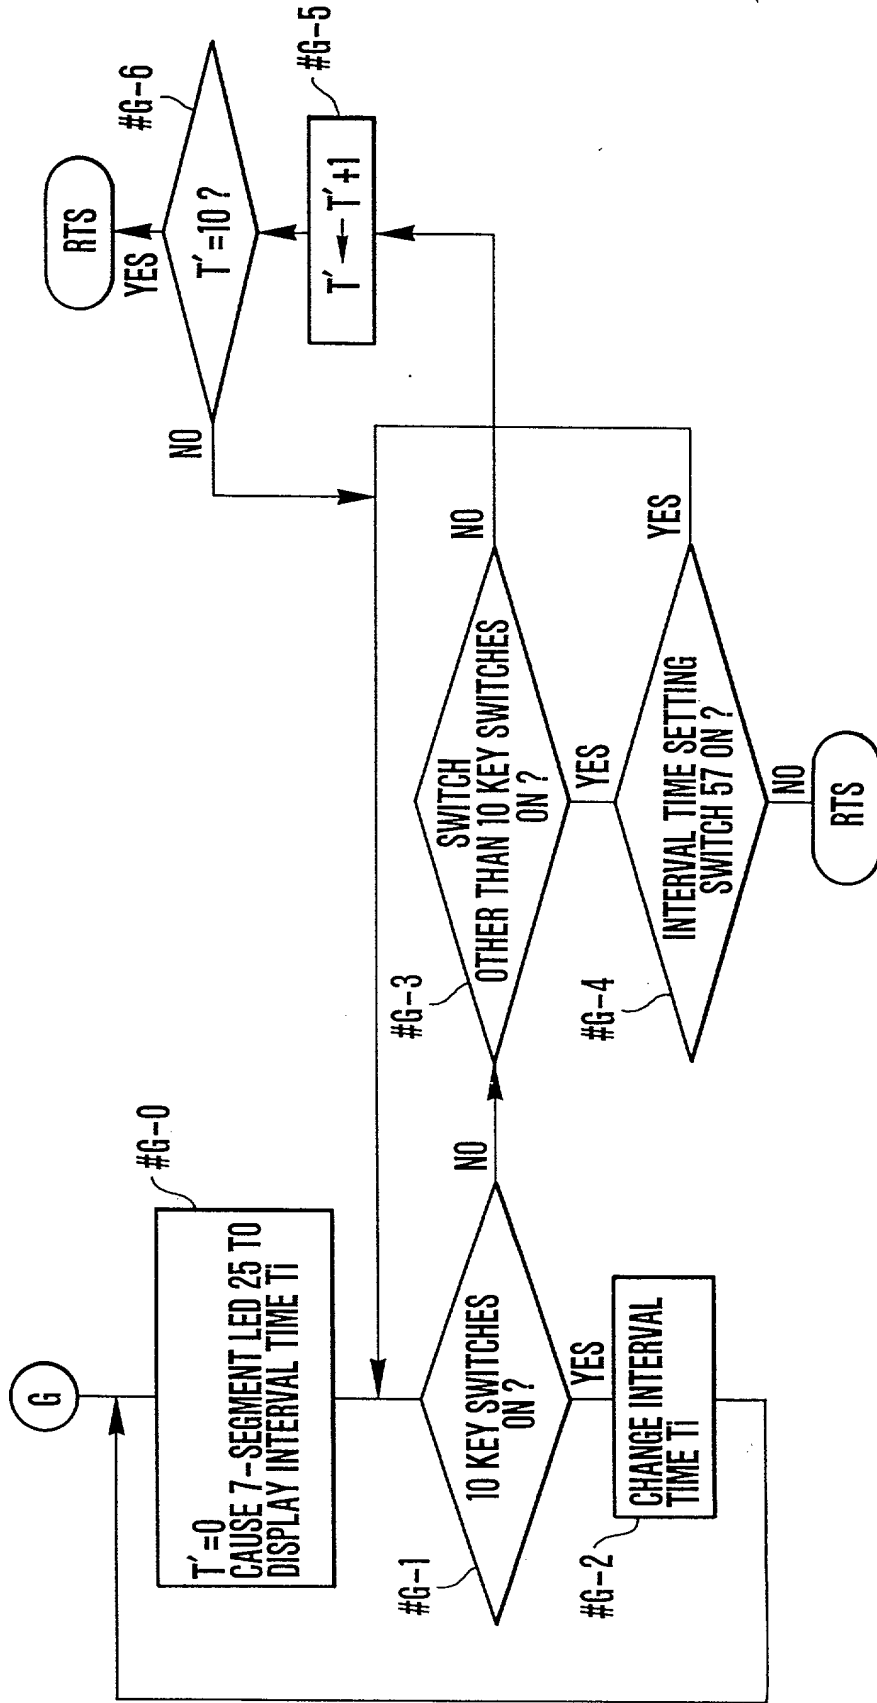 G
#G-0
T'=0
CAUSE 7-SEGMENT LED 25 TO
DISPLAY INTERVAL TIME Ti
#G-1
10 KEY SWITCHES
ON ?
NO
YES
#G-2
CHANGE INTERVAL
TIME Ti
#G-3
SWITCH
OTHER THAN 10 KEY SWITCHES
ON ?
NO
YES
#G-4
INTERVAL TIME SETTING
SWITCH 57 ON ?
YES
NO
RTS
#G-5
T' ← T'+1
#G-6
T'=10 ?
NO
YES
RTS